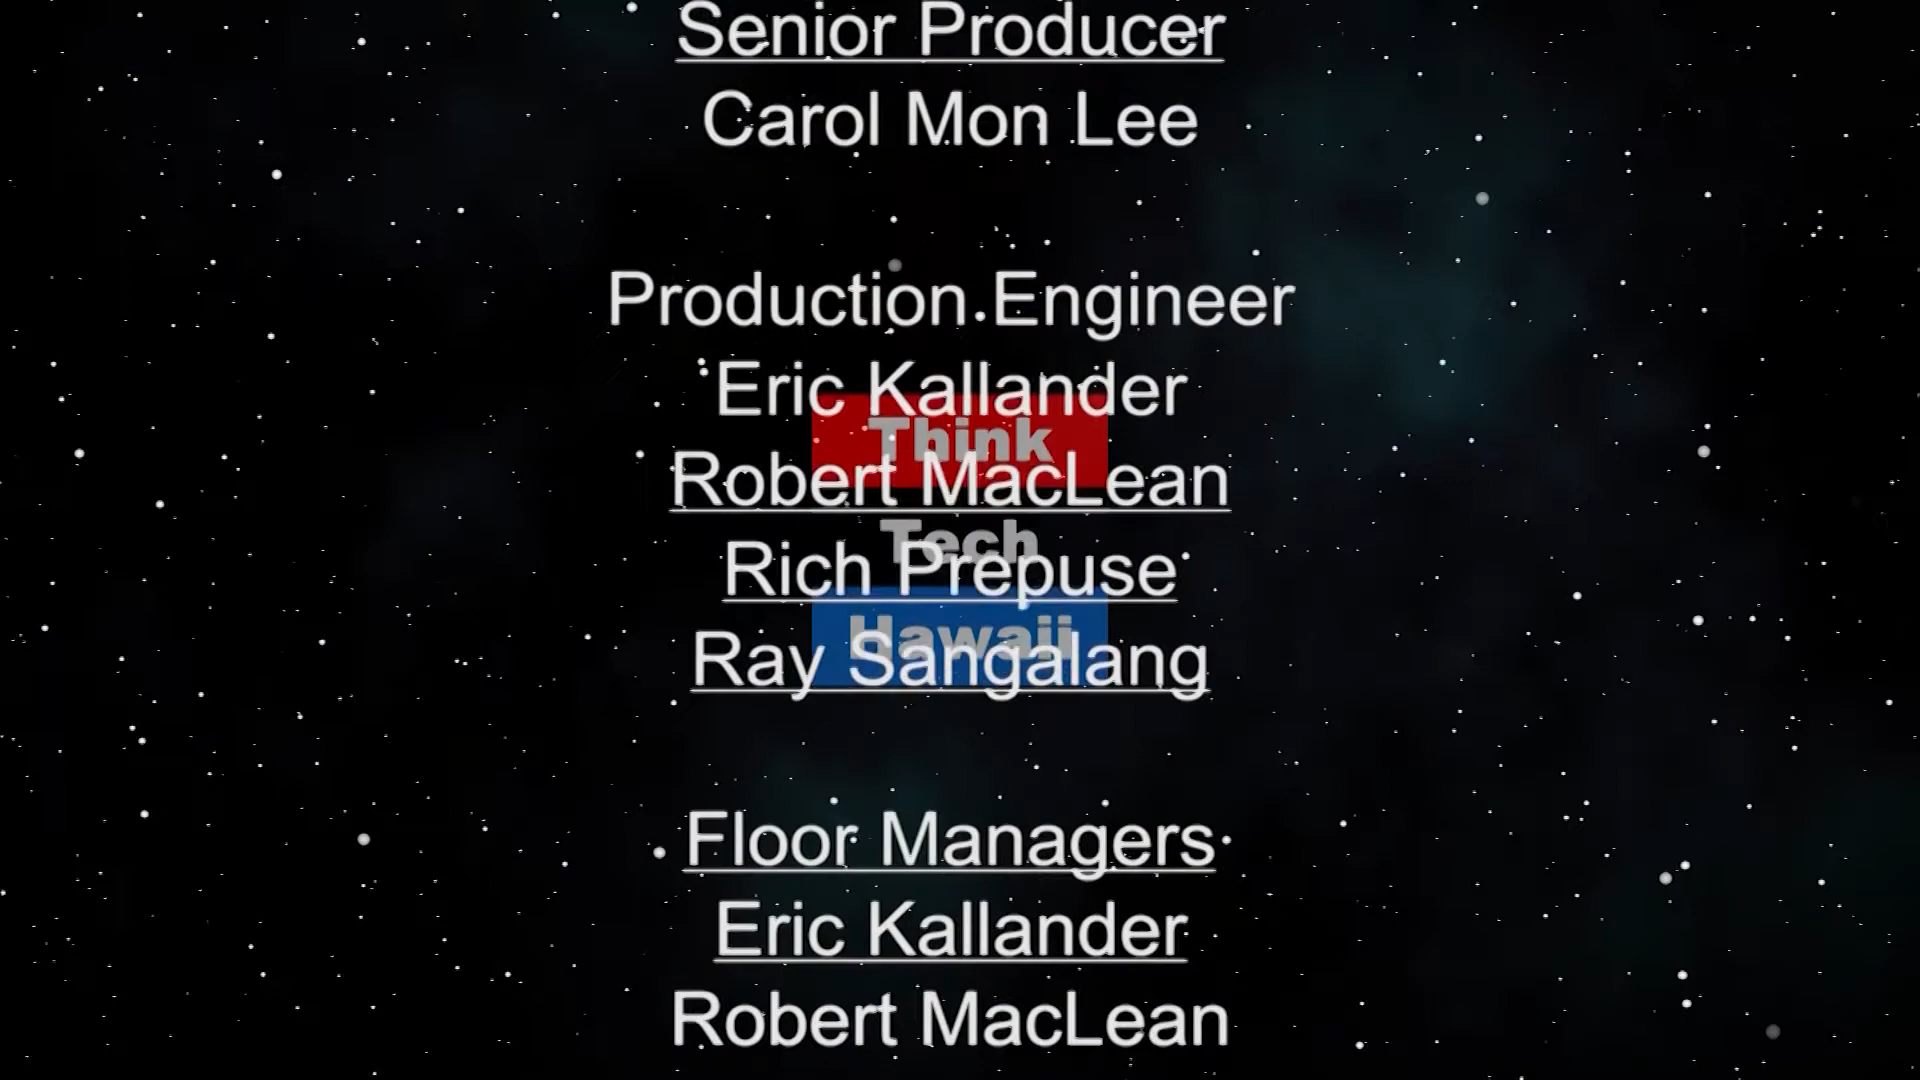 Senior Producer
Carol Mon Lee
Production Engineer
Eric Kallander
Think
Robert MacLean
Tech
Rich Prepuse
Hawaii
Ray Sangalang
Floor Managers
Eric Kallander
Robert MacLean